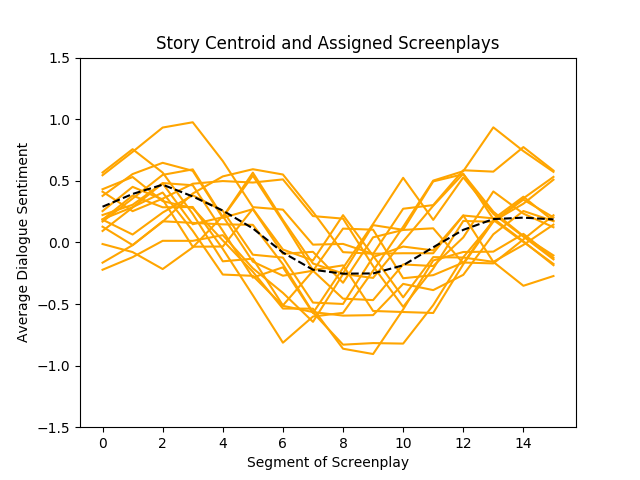 Story Centroid and Assigned Screenplays
1.5
1.0
0.5
0.0
−0.5
−1.0
−1.5
Average Dialogue Sentiment
0 2 4 6 8 10 12 14
Segment of Screenplay